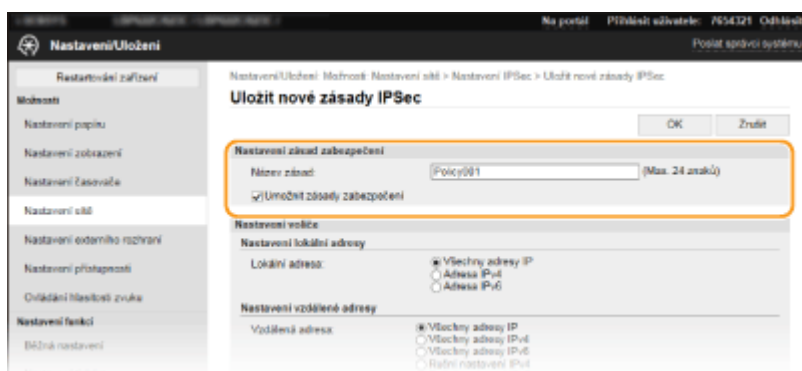 Na portál Přihlásit uživatele: 7654321 Odhlásit
Nastavení/Uložení
Poslat správci systému
Restartování zařízení
Nastavení/Uložení: Možnosti: Nastavení sítě > Nastavení IPSec > Uložit nové zásady IPSec
Uložit nové zásady IPSec
Možnosti
OK Zrušit
Nastavení papíru
Nastavení zobrazení
Nastavení časovače
Nastavení sítě
Nastavení externího rozhraní
Nastavení přístupnosti
Ovládání hlasitosti zvuku
Nastavení funkcí
Běžná nastavení
Nastavení zásad zabezpečení
Název zásad: Policy001 (Max. 24 znaků)
Umožnit zásady zabezpečení
Nastavení voliče
Nastavení lokální adresy
Lokální adresa: Všechny adresy IP
Adresa IPv4
Adresa IPv6
Nastavení vzdálené adresy
Vzdálená adresa: Všechny adresy IP
Všechny adresy IPv4
Všechny adresy IPv6
Ruční nastavení IPv4